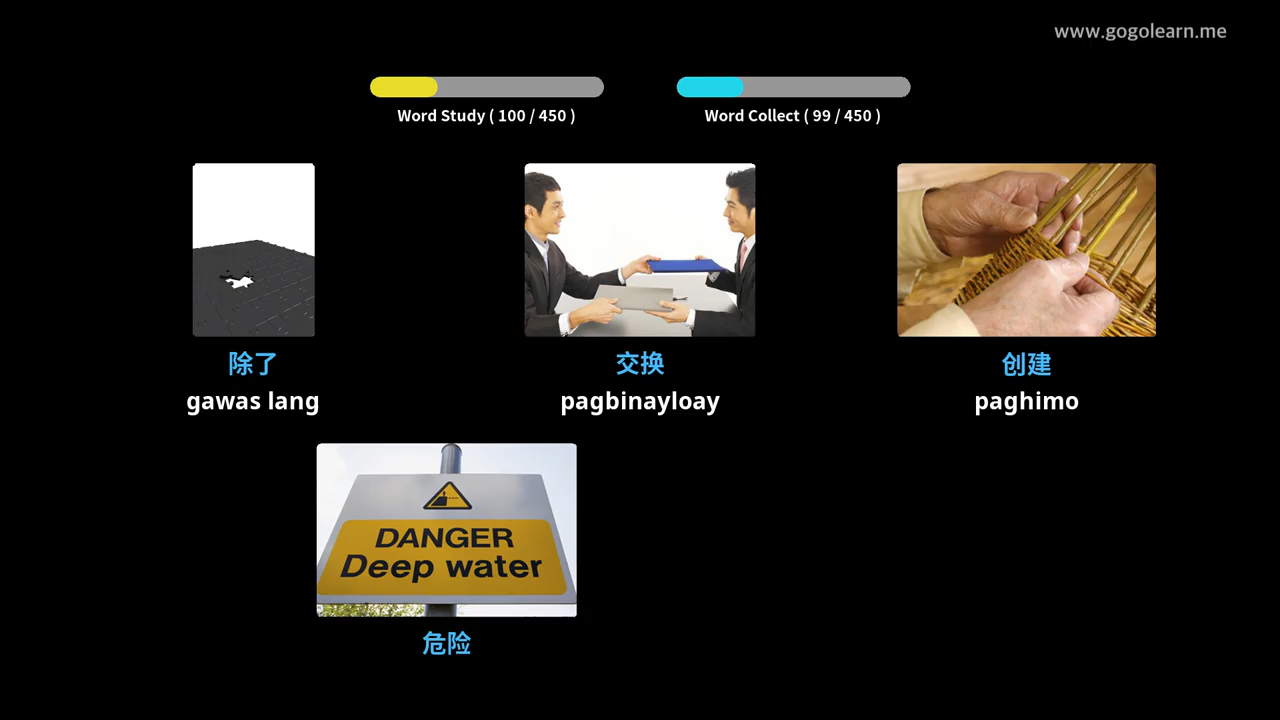 www.gogolearn.me
Word Study ( 100 / 450 )
Word Collect ( 99 / 450 )
除了
gawas lang
交换
pagbinayloay
创建
paghimo
DANGER
Deep water
危险